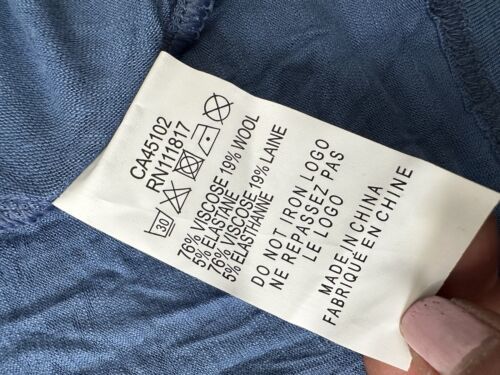 CA45102
RN111817
30
76% VISCOSE 19% WOOL
5% ELASTANE
76% VISCOSE 19% LAINE
5% ELASTHANNE
DO NOT IRON LOGO
NE REPASSEZ PAS
LE LOGO
MADE IN CHINA
FABRIQUÉ EN CHINE